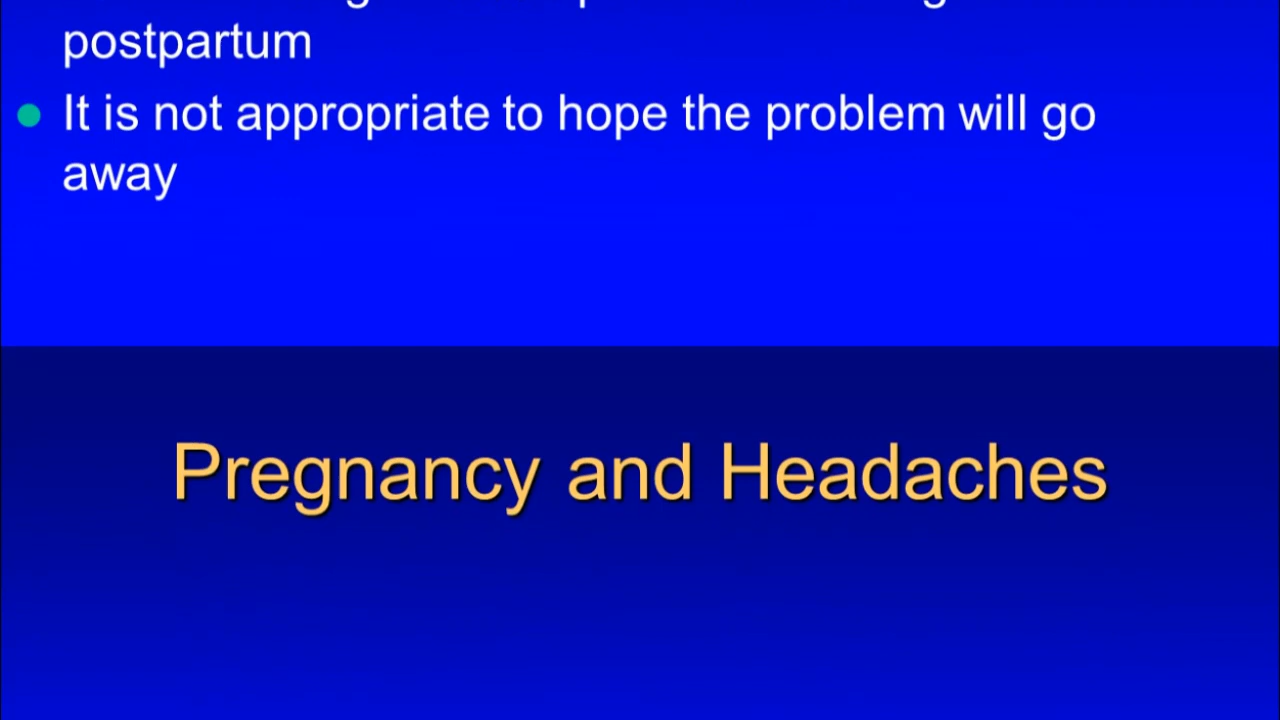 postpartum
It is not appropriate to hope the problem will go
away
Pregnancy and Headaches